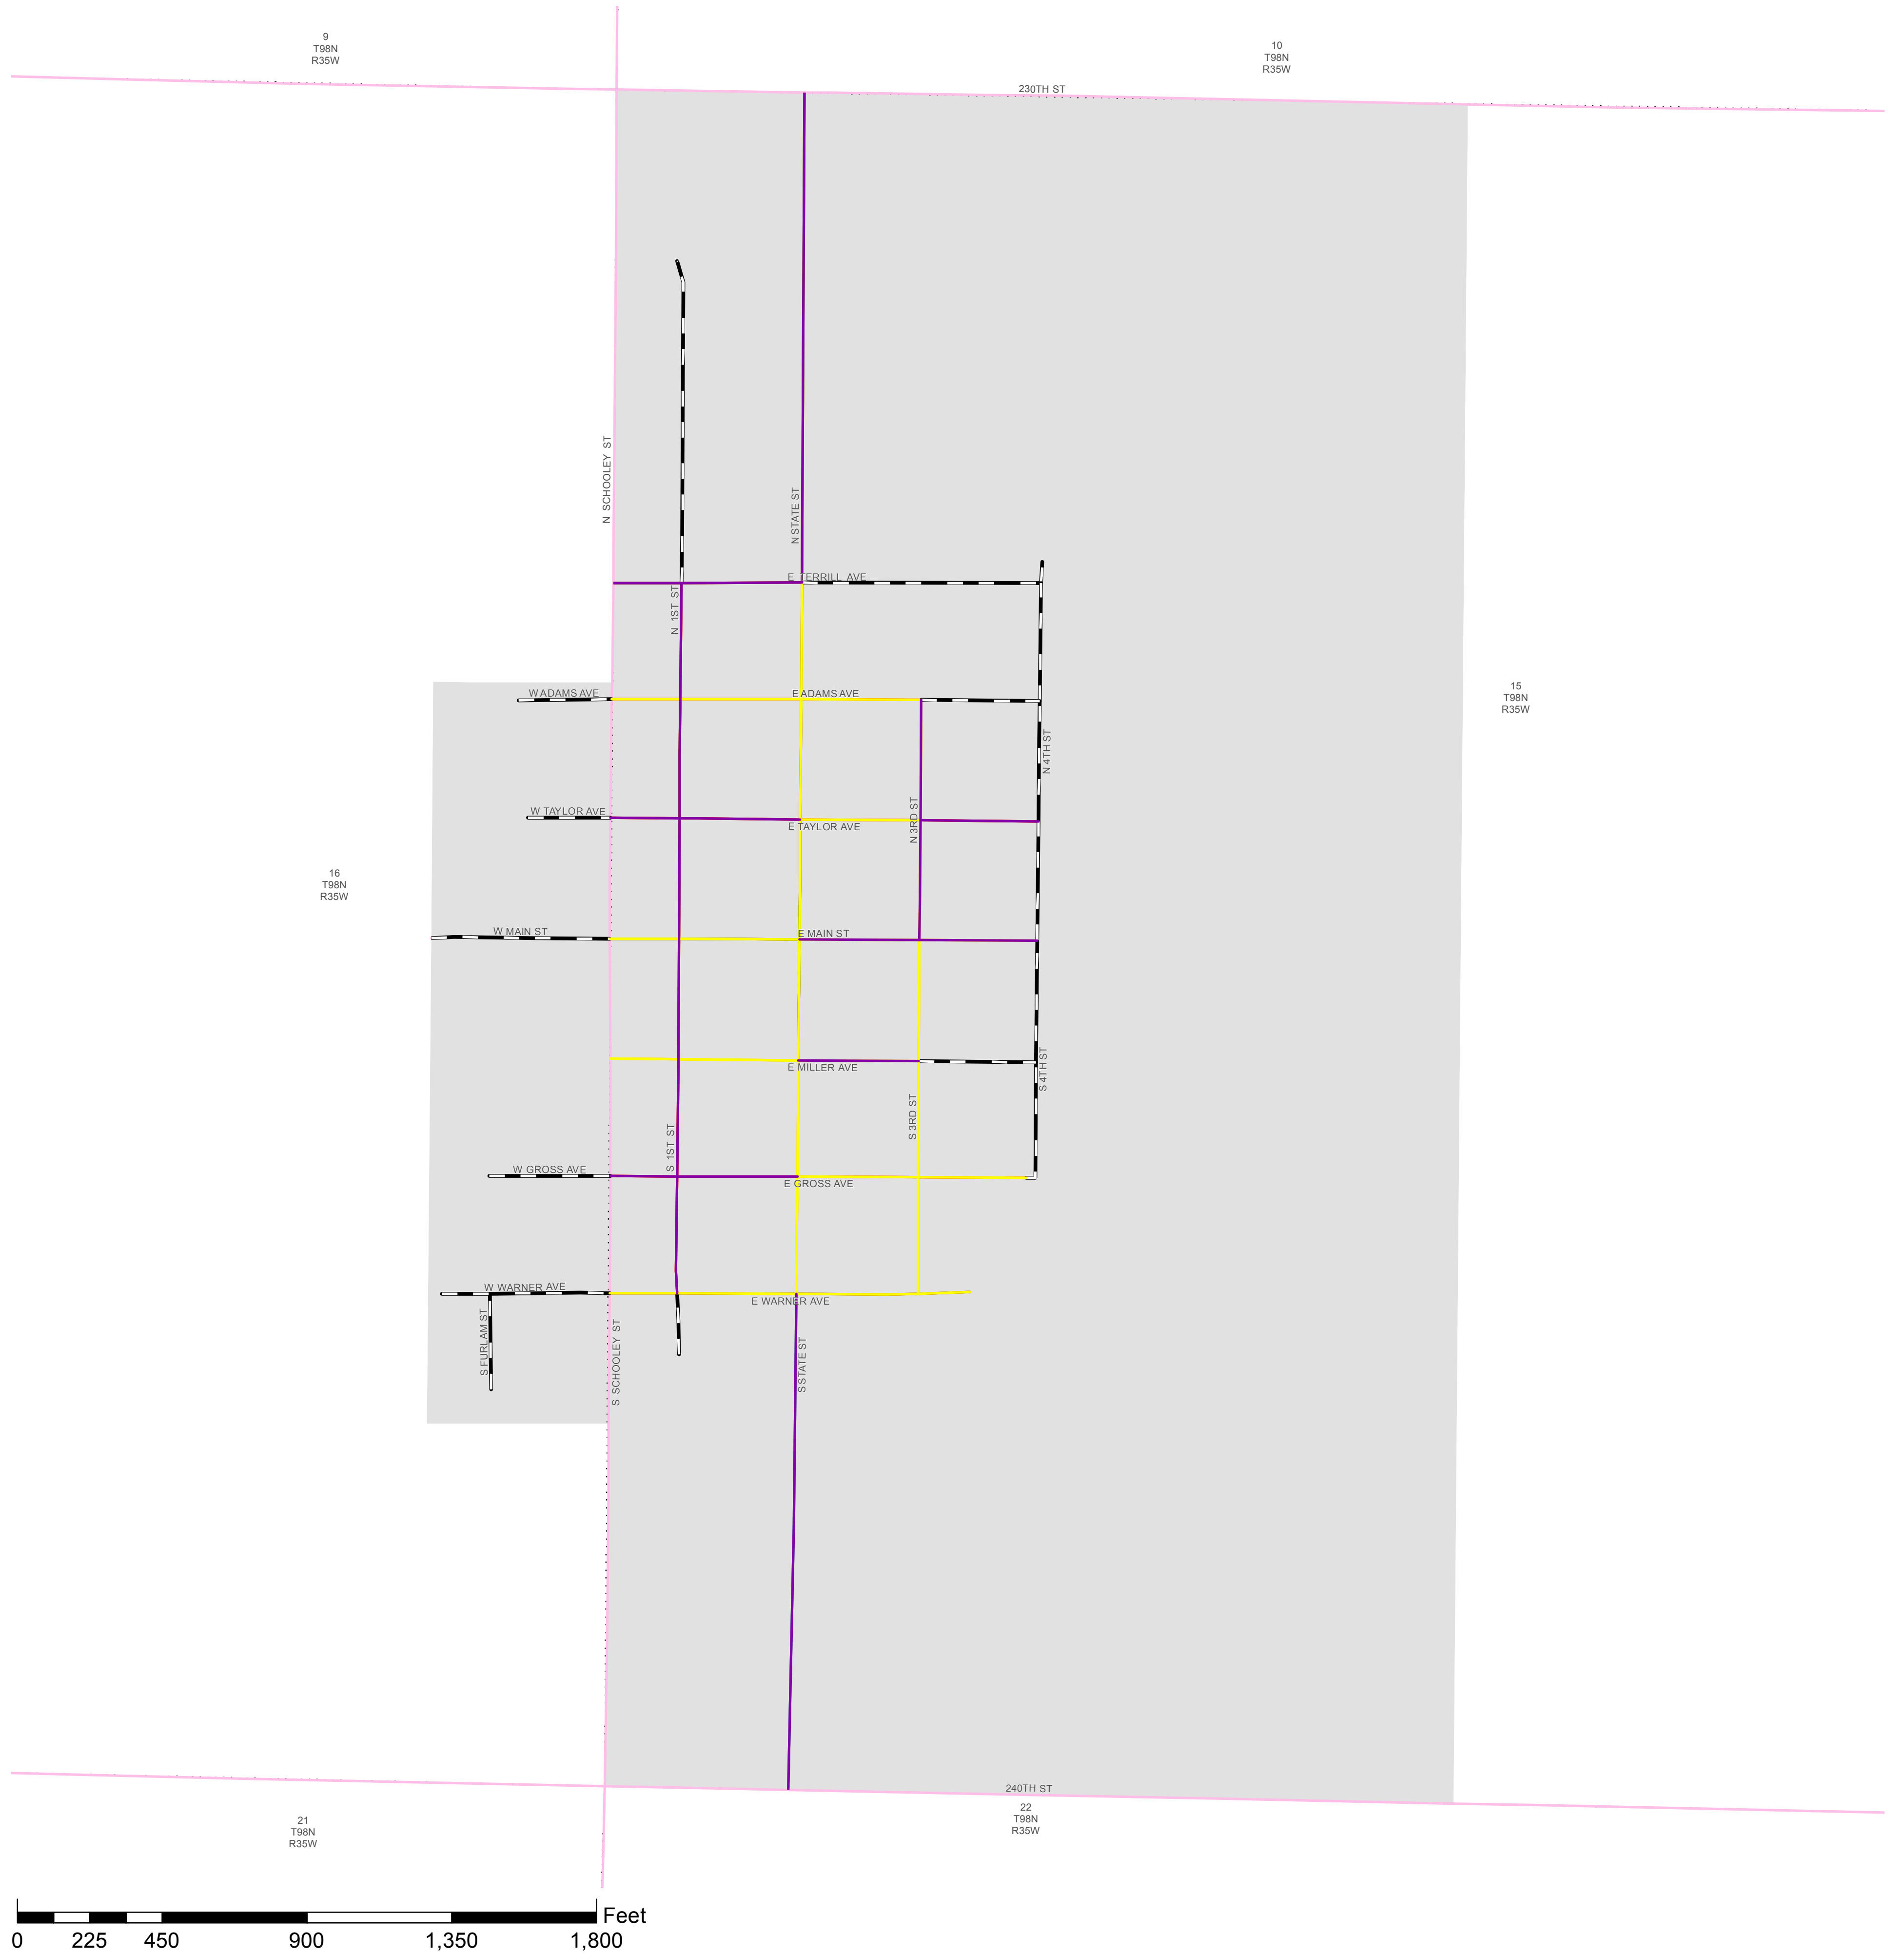 9
T98N
R35W
10
T98N
R35W
230TH ST
N SCHOOLEY ST
N STATE ST
E TERRILL AVE
N 1ST ST
W ADAMS AVE
E ADAMS AVE
15
T98N
R35W
N 4TH ST
W TAYLOR AVE
E TAYLOR AVE
N 3RD ST
16
T98N
R35W
W MAIN ST
E MAIN ST
E MILLER AVE
S 4TH ST
S 3RD ST
S 1ST ST
W GROSS AVE
E GROSS AVE
W WARNER AVE
E WARNER AVE
S FURLAM ST
S SCHOOLEY ST
S STATE ST
240TH ST
21
T98N
R35W
22
T98N
R35W
Feet
0 225 450 900 1,350 1,800